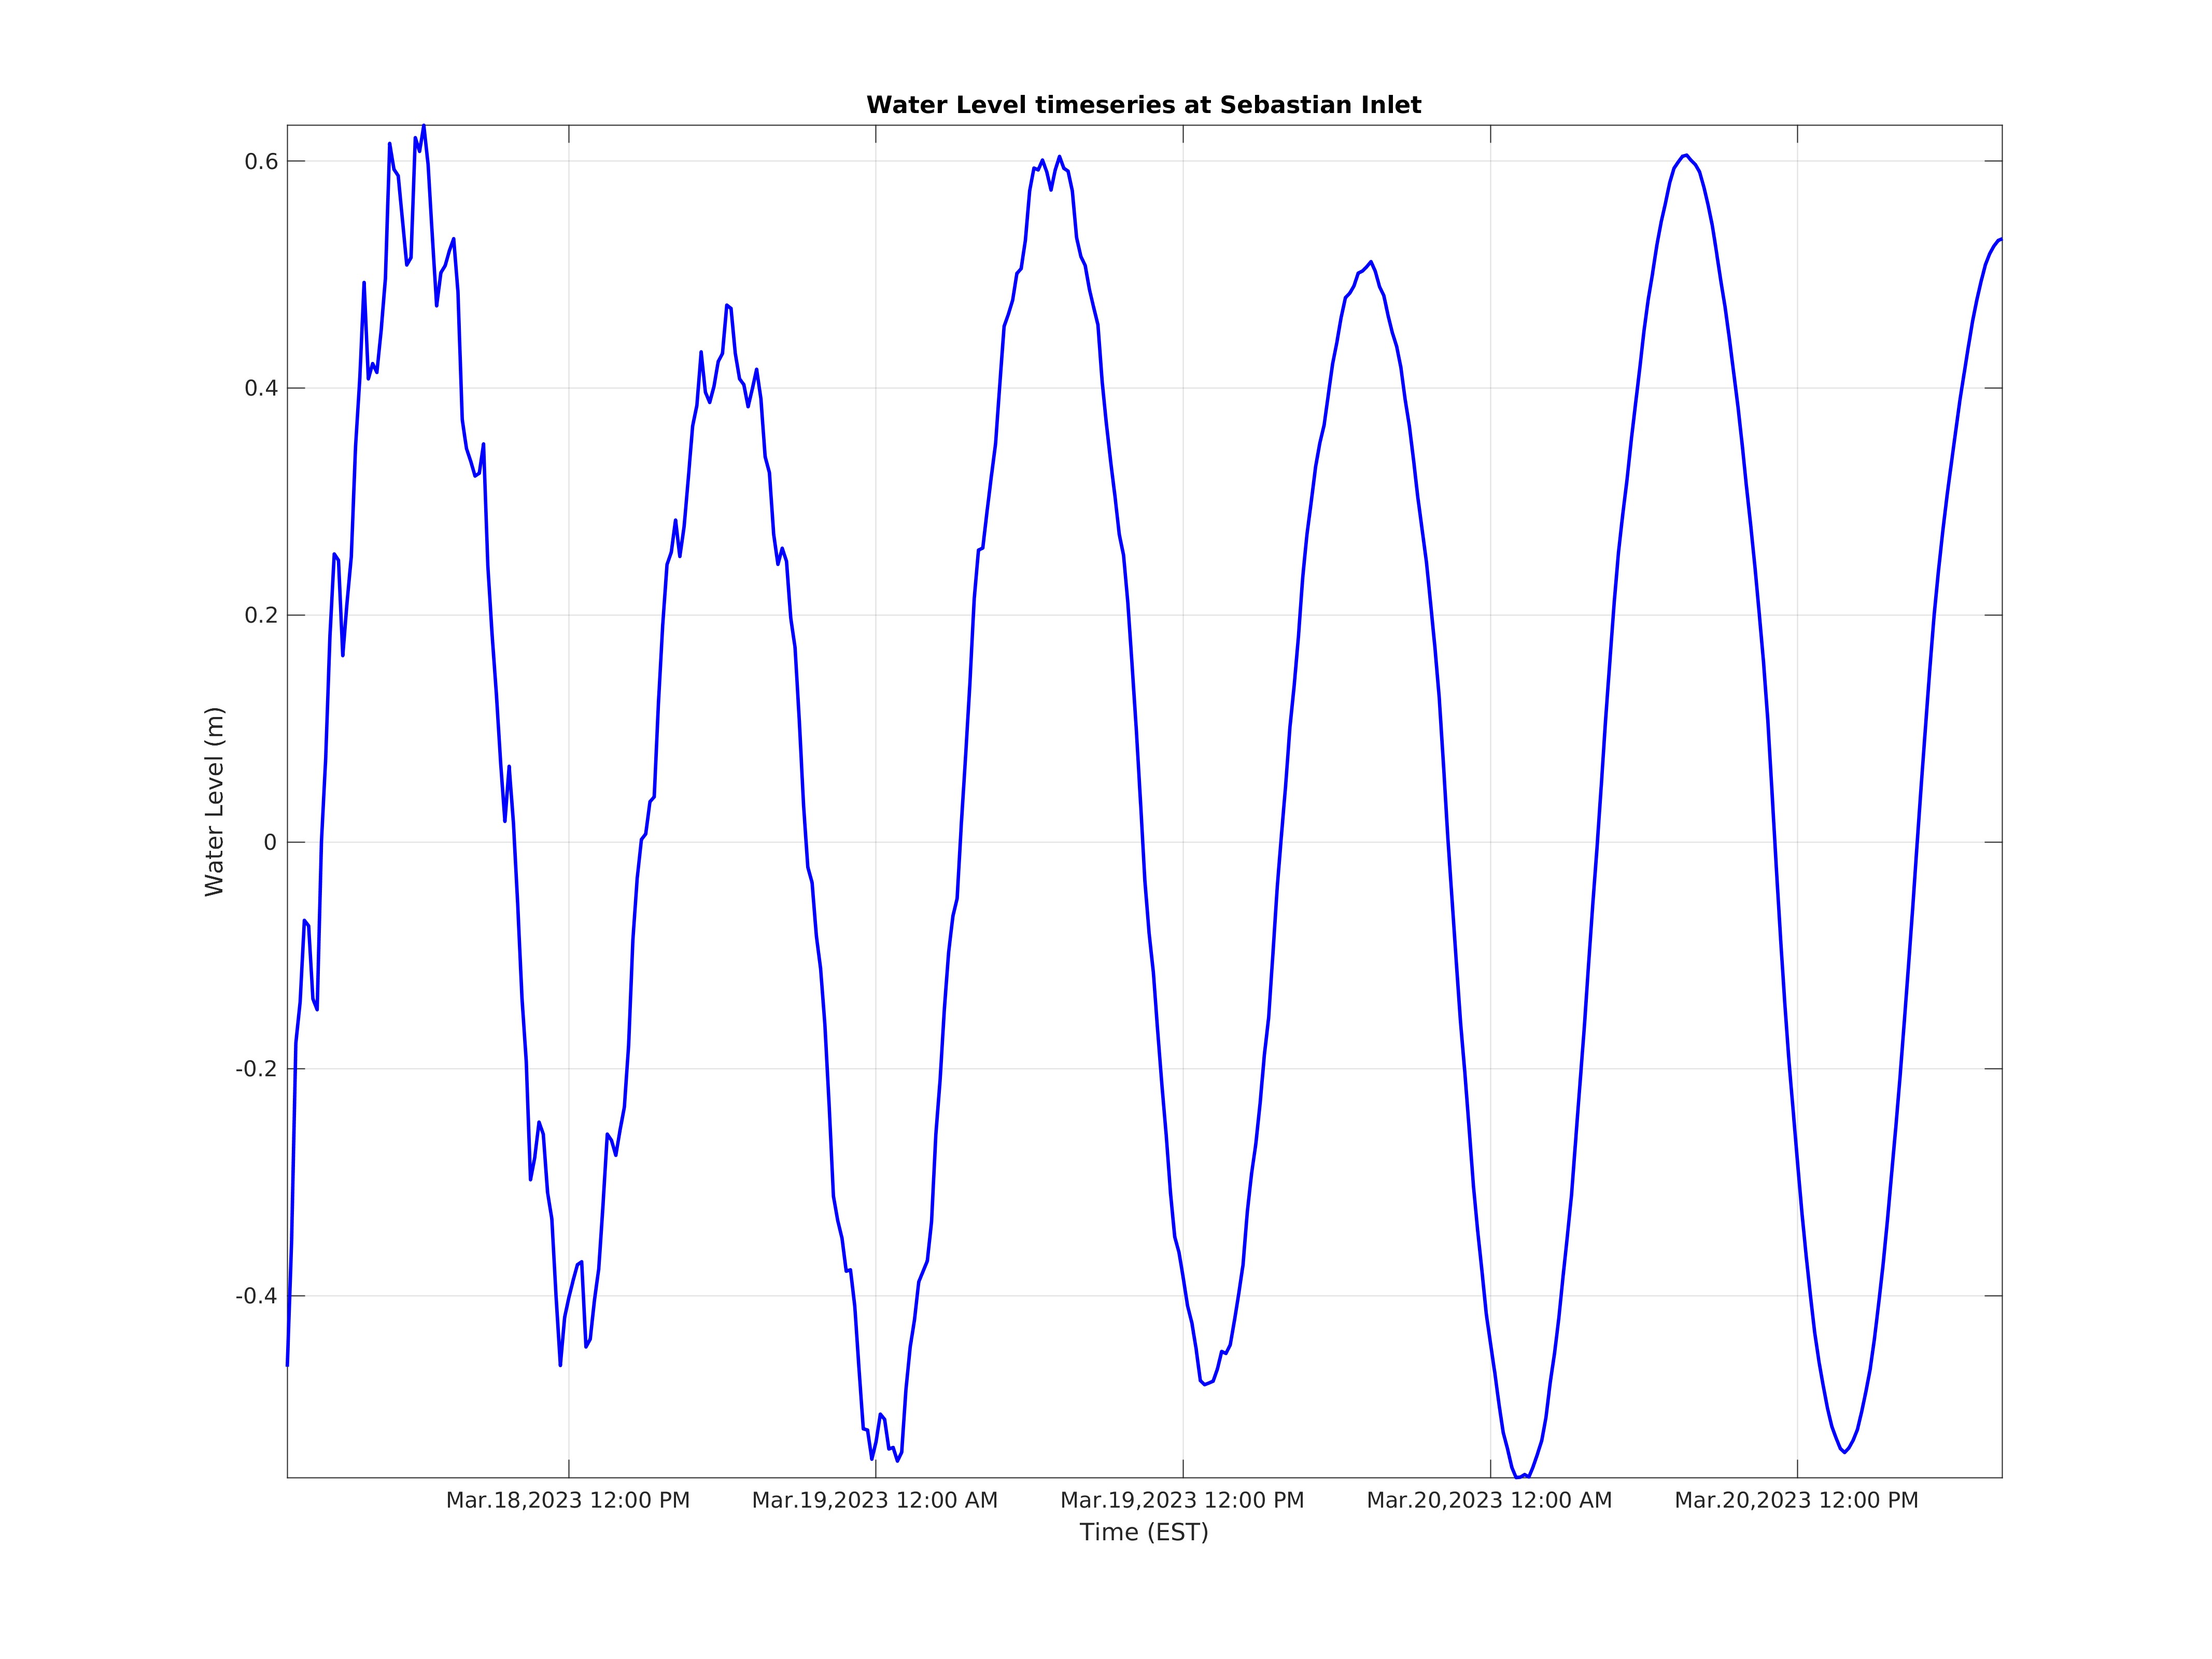 Water Level timeseries at Sebastian Inlet
0.6
0.4
0.2
0
-0.2
-0.4
Water Level (m)
Mar.18,2023 12:00 PM
Mar.19,2023 12:00 AM
Mar.19,2023 12:00 PM
Mar.20,2023 12:00 AM
Mar.20,2023 12:00 PM
Time (EST)